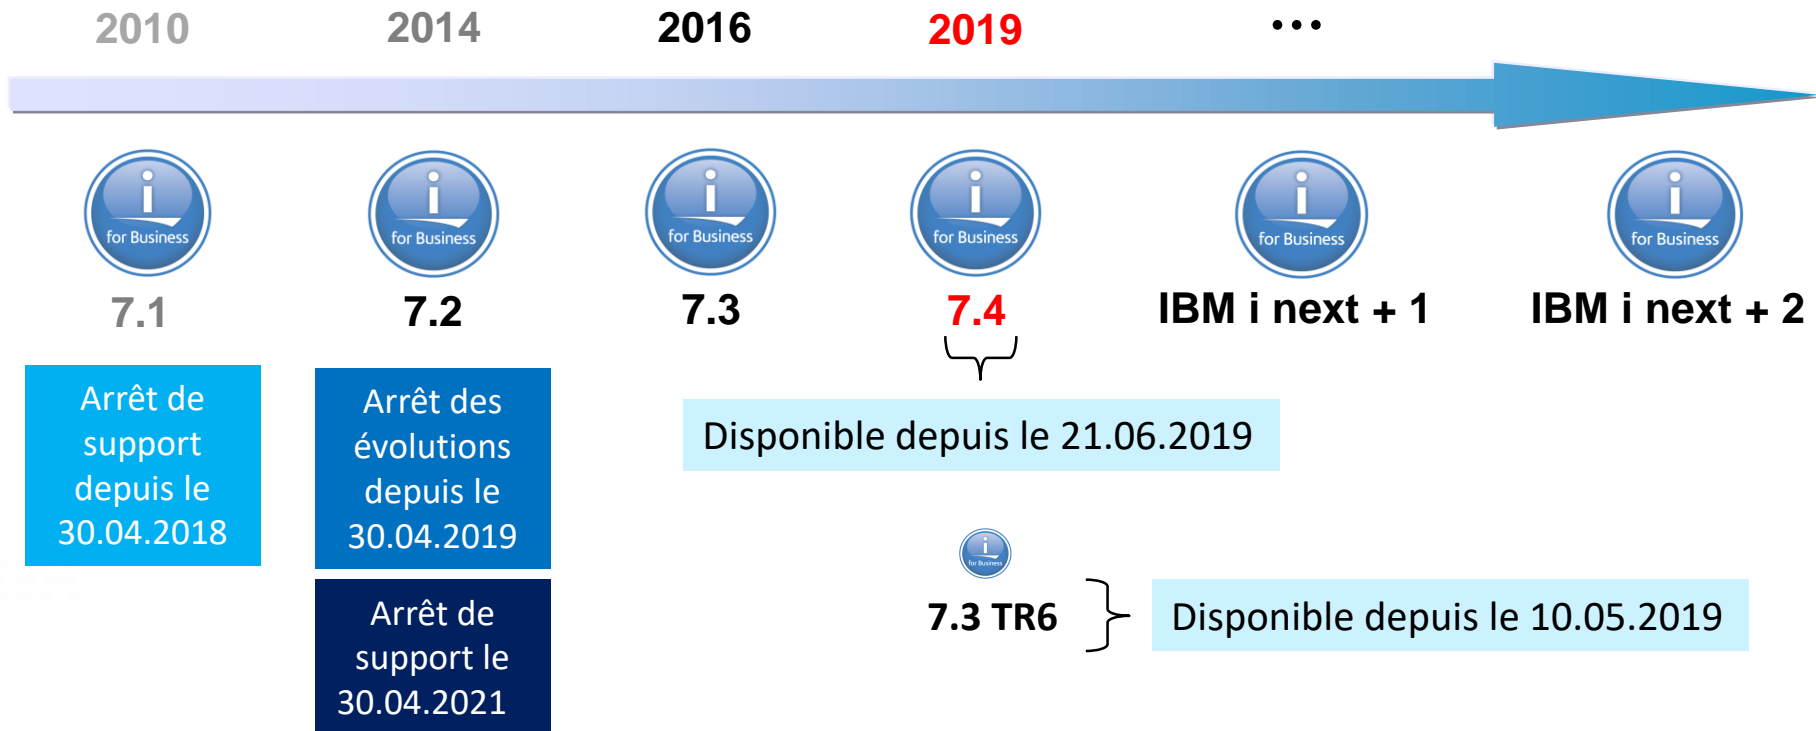 2010 2014 2016 2019 ...
i for Business
i for Business
i for Business
i for Business
i for Business
i for Business
7.1 7.2 7.3 7.4 IBM i next + 1 IBM i next + 2
Arrêt de
support
depuis le
30.04.2018
Arrêt des
évolutions
depuis le
30.04.2019
Arrêt de
support le
30.04.2021
Disponible depuis le 21.06.2019
i for Business
7.3 TR6
Disponible depuis le 10.05.2019